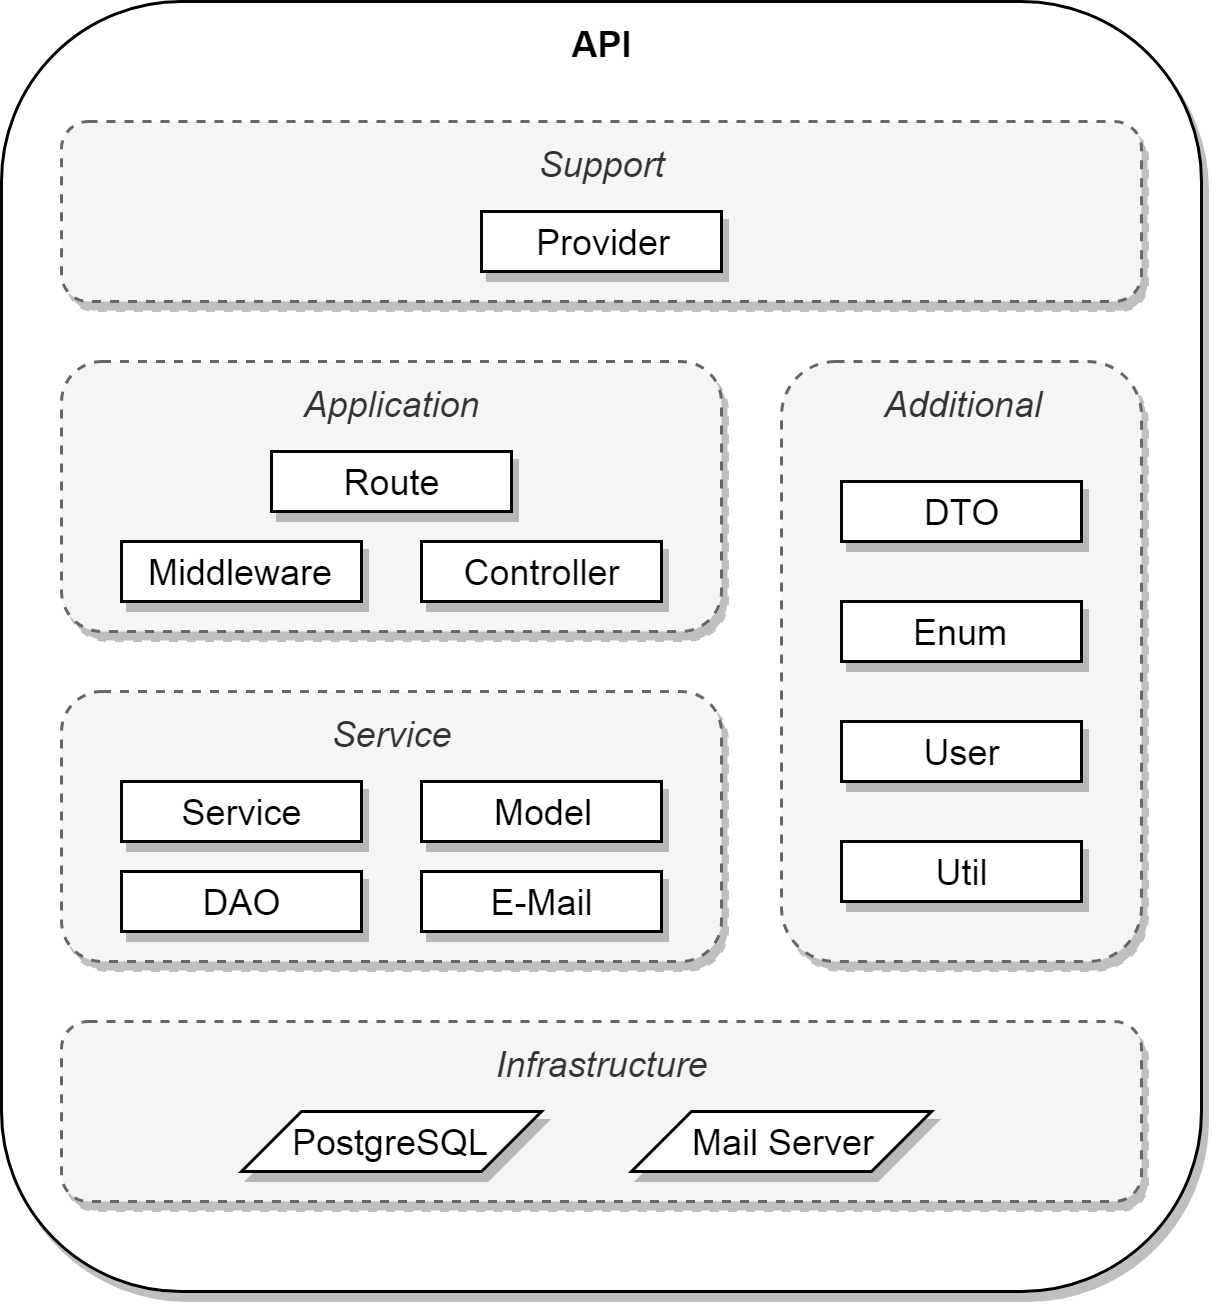 API
Support
Provider
Application
Route
Middleware
Controller
Additional
DTO
Enum
User
Util
Service
Service
Model
DAO
E-Mail
Infrastructure
PostgreSQL
Mail Server